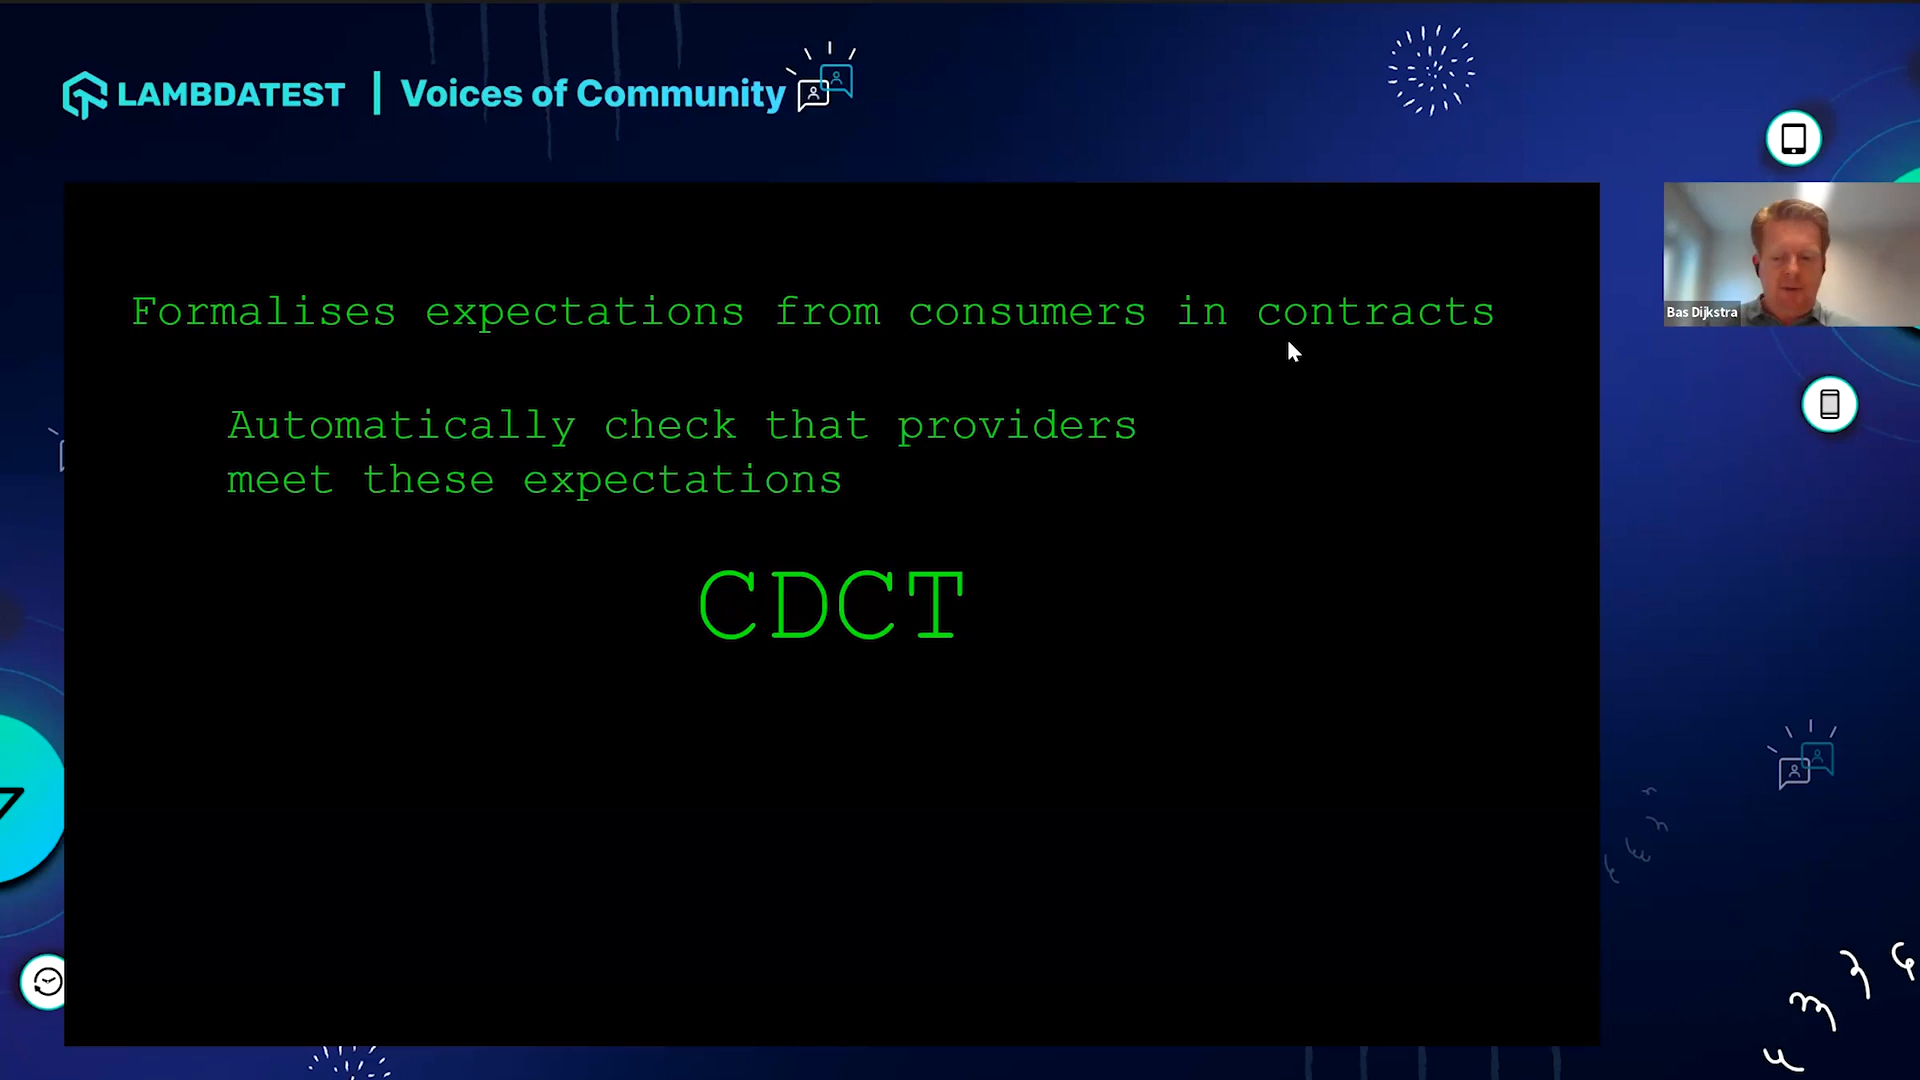 LAMBDATEST | Voices of Community
Formalises expectations from consumers in contracts
Bas Dijkstra
Automatically check that providers
meet these expectations
CDCT